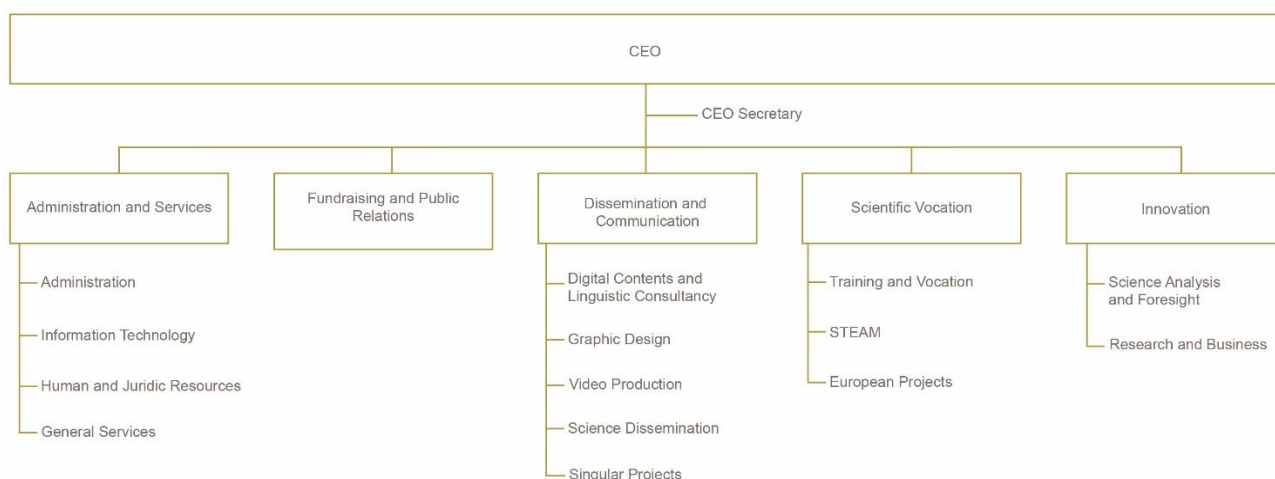 CEO
CEO Secretary
Administration and Services
Administration
Information Technology
Human and Juridic Resources
General Services
Fundraising and Public
Relations
Dissemination and
Communication
Digital Contents and
Linguistic Consultancy
Graphic Design
Video Production
Science Dissemination
Singular Projects
Scientific Vocation
Training and Vocation
STEAM
European Projects
Innovation
Science Analysis
and Foresight
Research and Business